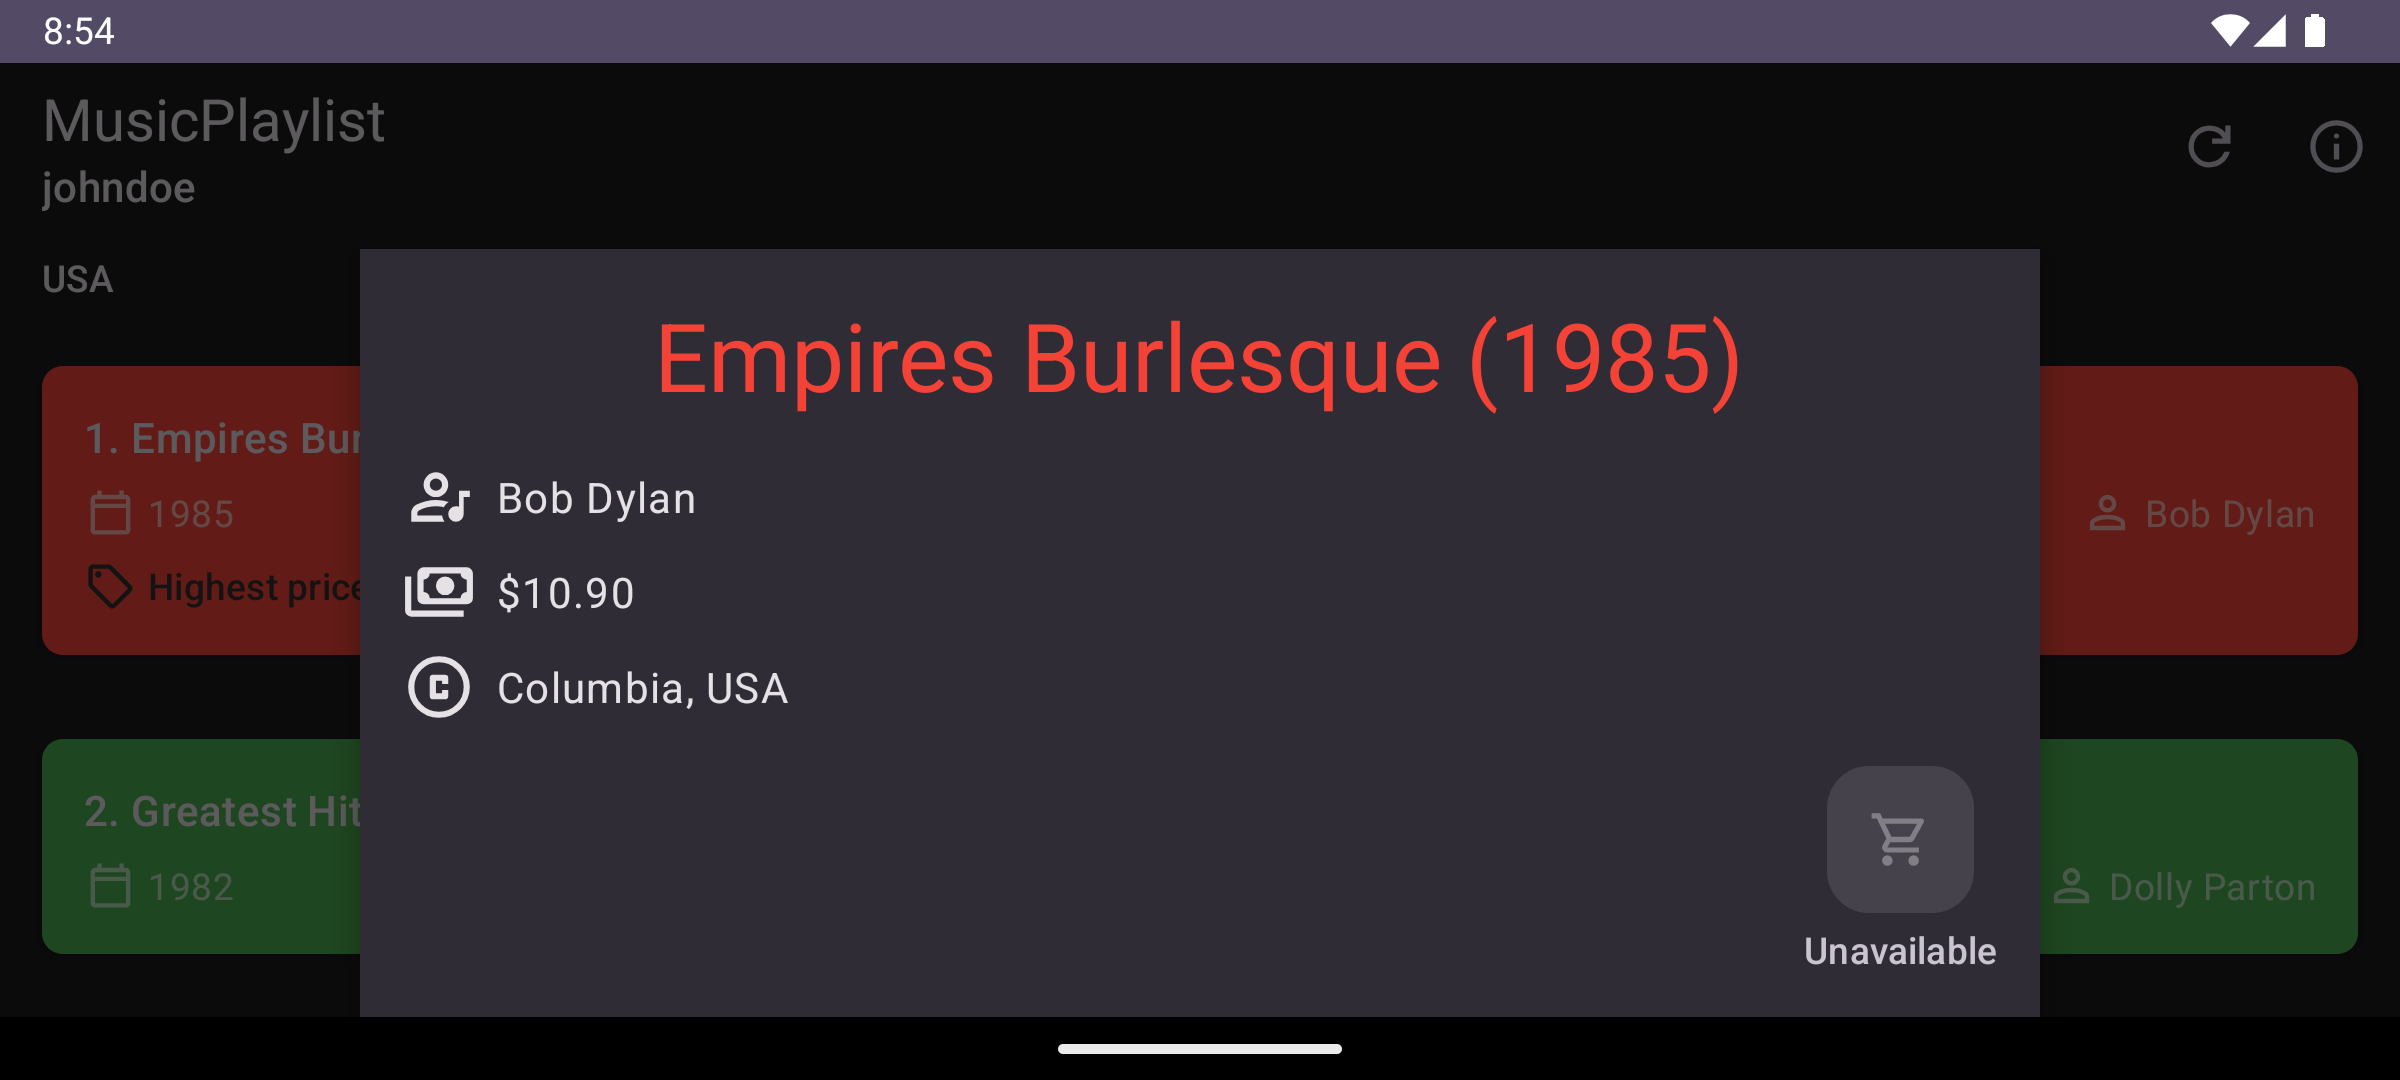 8:54
MusicPlaylist
johndoe
USA
Empires Burlesque (1985)
Bob Dylan
$10.90
Columbia, USA
Unavailable
1. Empires Bur
1985
Bob Dylan
Highest price
2. Greatest Hit
1982
Dolly Parton